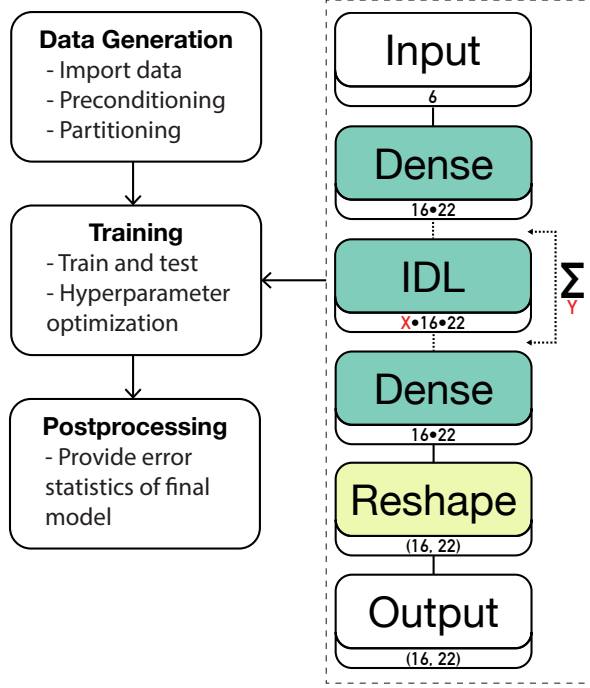 Data Generation
- Import data
- Preconditioning
- Partitioning
Training
- Train and test
- Hyperparameter
optimization
Postprocessing
- Provide error
statistics of final
model
Input
6
Dense
16•22
IDL
X•16•22
Σ
Y
Dense
16•22
Reshape
(16, 22)
Output
(16, 22)